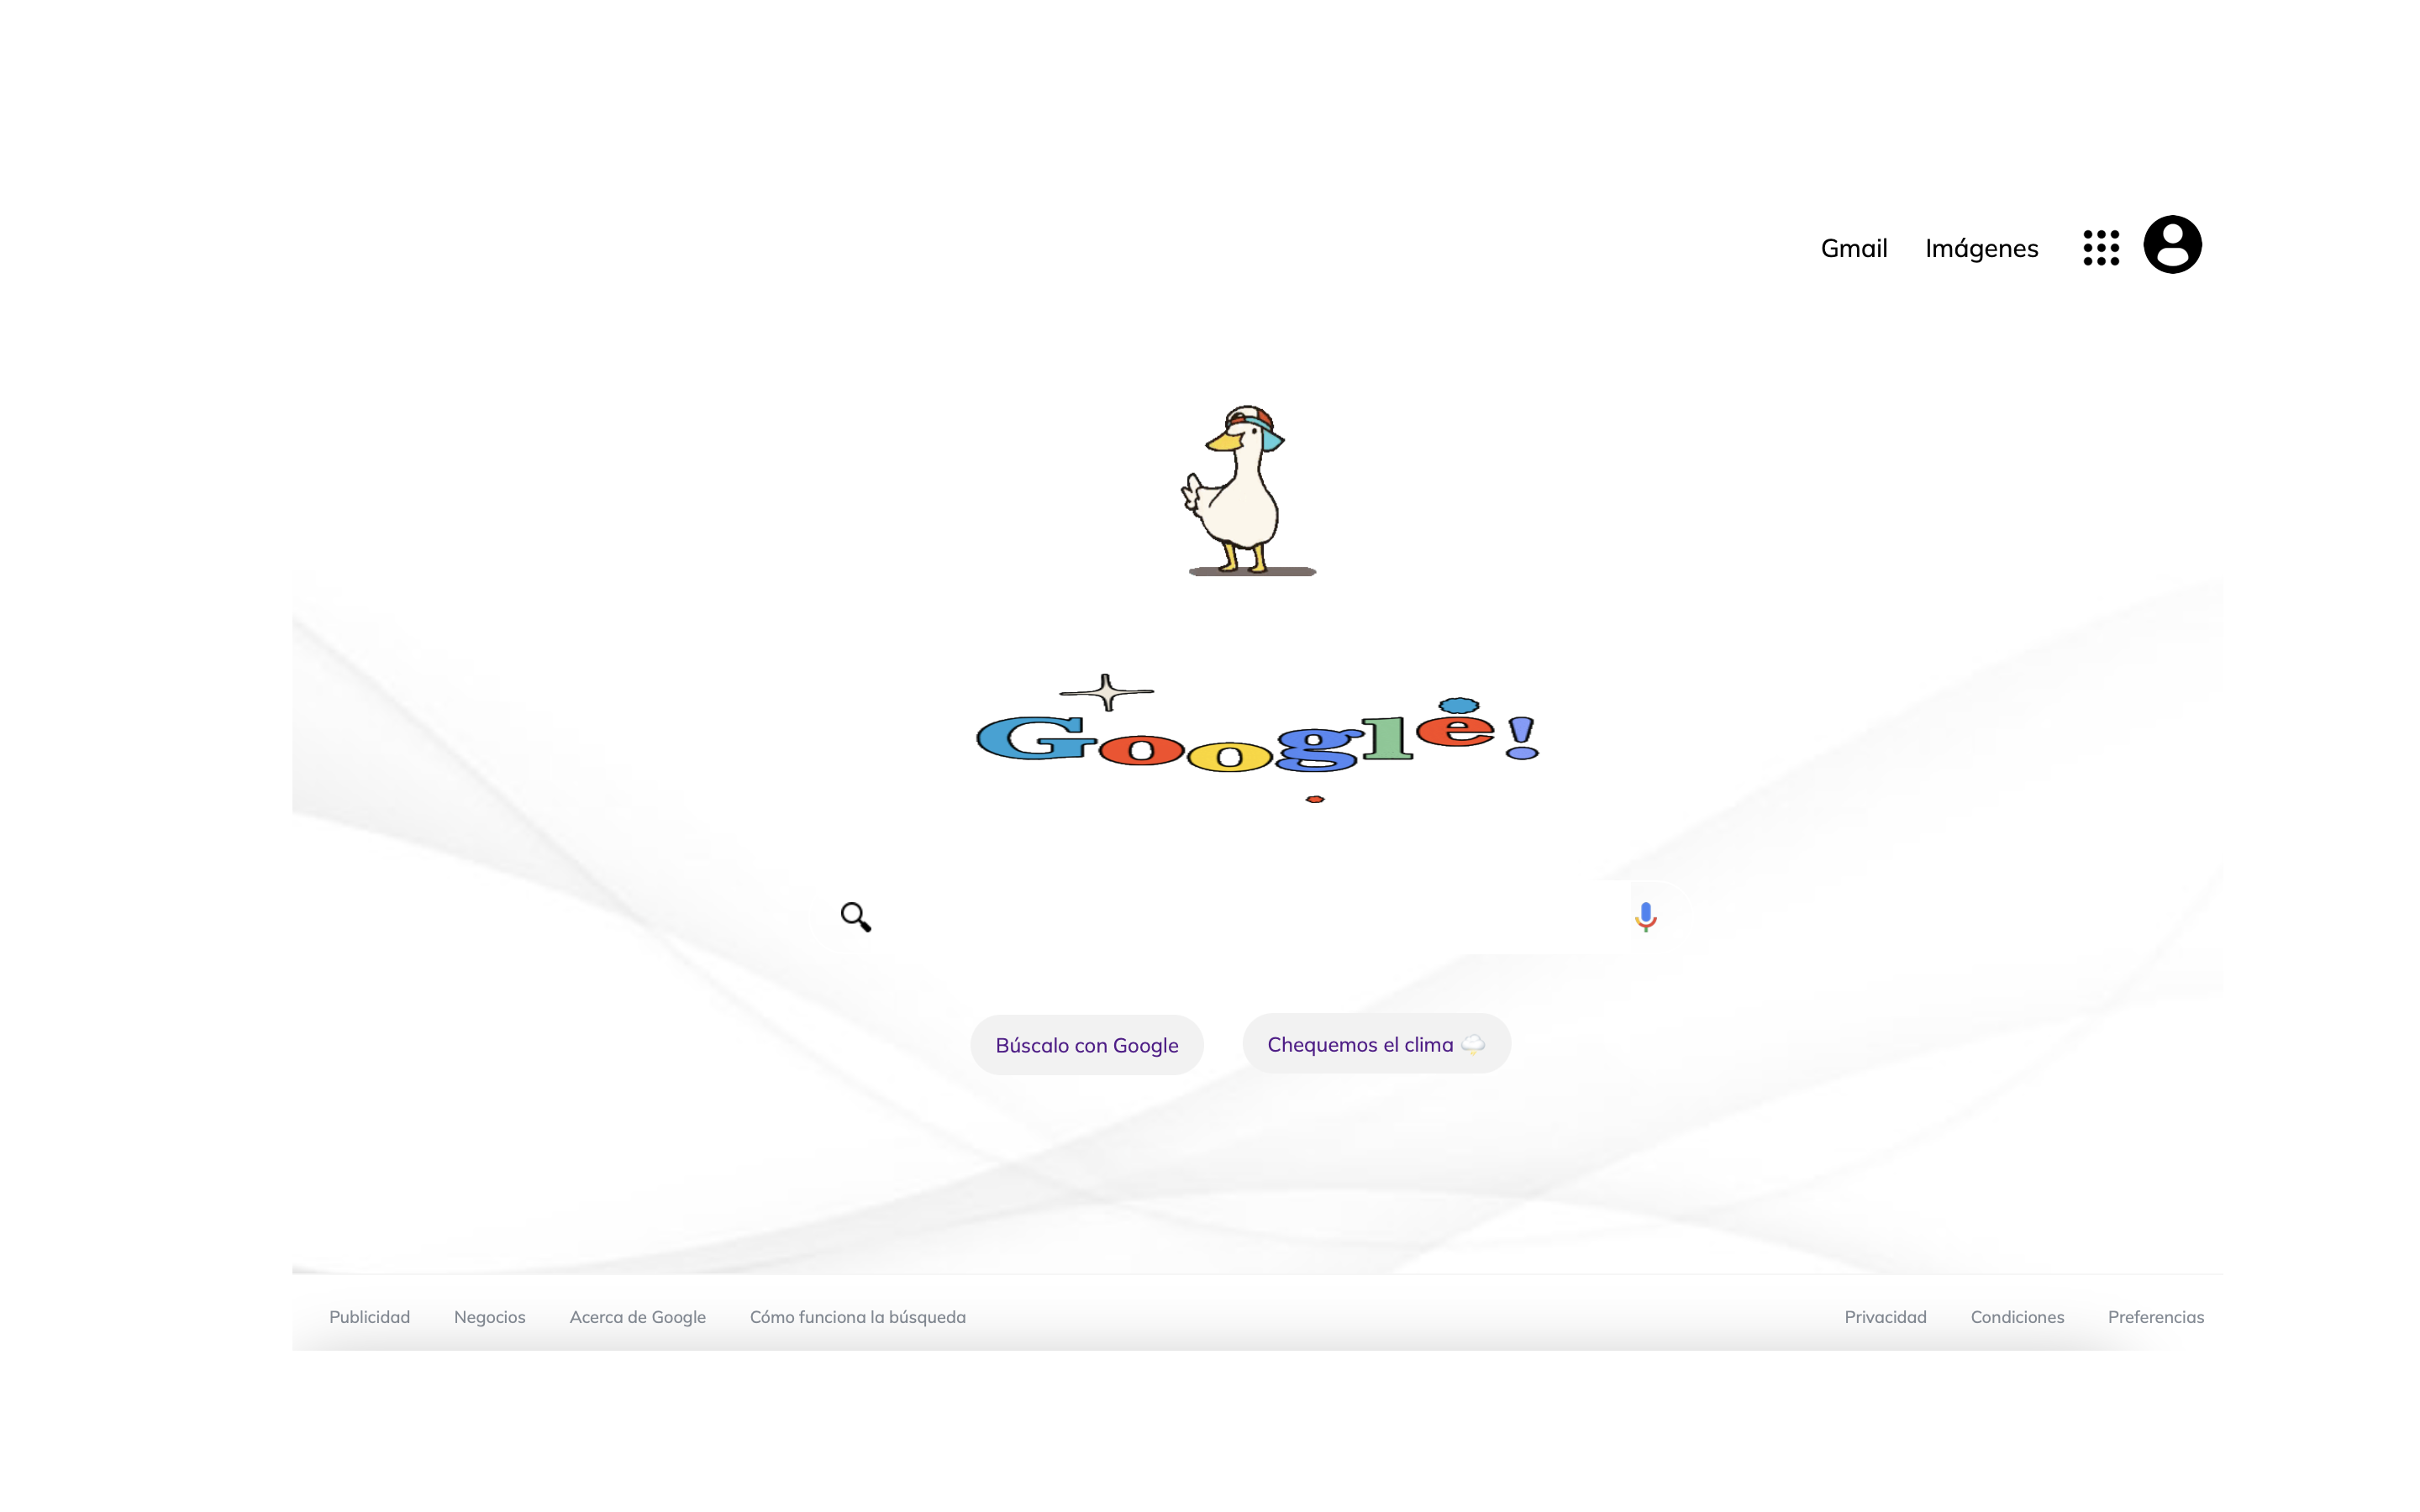 Gmail Imágenes
Google!
Búscalo con Google Chequemos el clima
Publicidad Negocios Acerca de Google Cómo funciona la búsqueda Privacidad Condiciones Preferencias